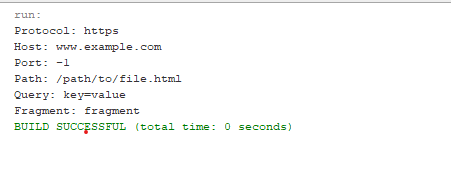 run:
Protocol: https
Host: www.example.com
Port: -1
Path: /path/to/file.html
Query: key=value
Fragment: fragment
BUILD SUCCESSFUL (total time: 0 seconds)